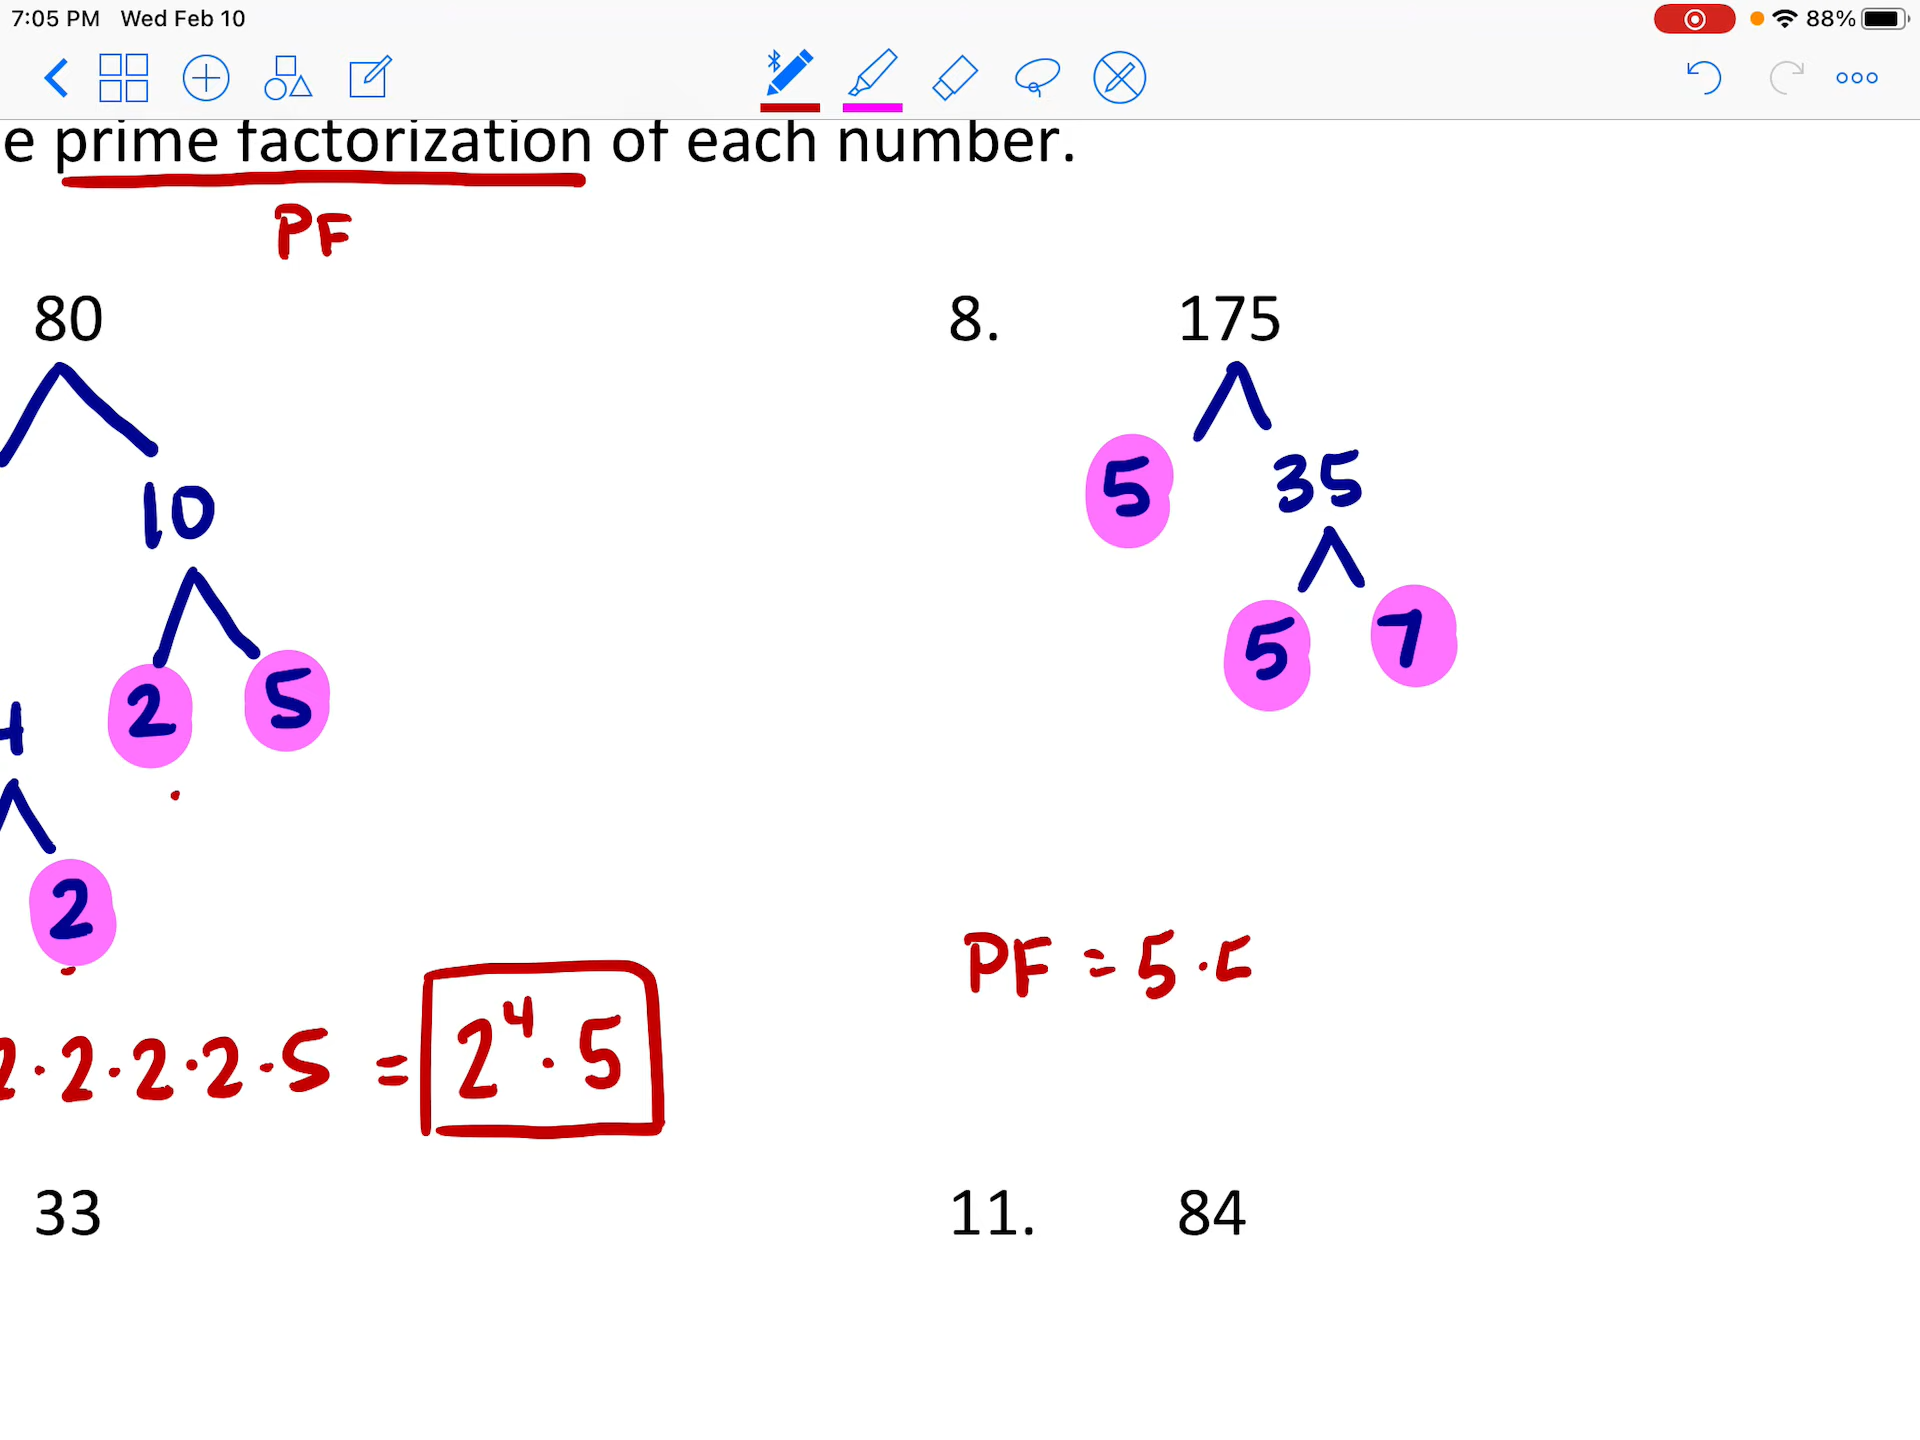 7:05 PM Wed Feb 10 88%
e prime factorization of each number.
PF
80
10
2 5
4
2
2 · 2 · 2 · 2 · 5 = 2⁴ · 5
8. 175
5 35
5 7
PF = 5 ·
33
11. 84